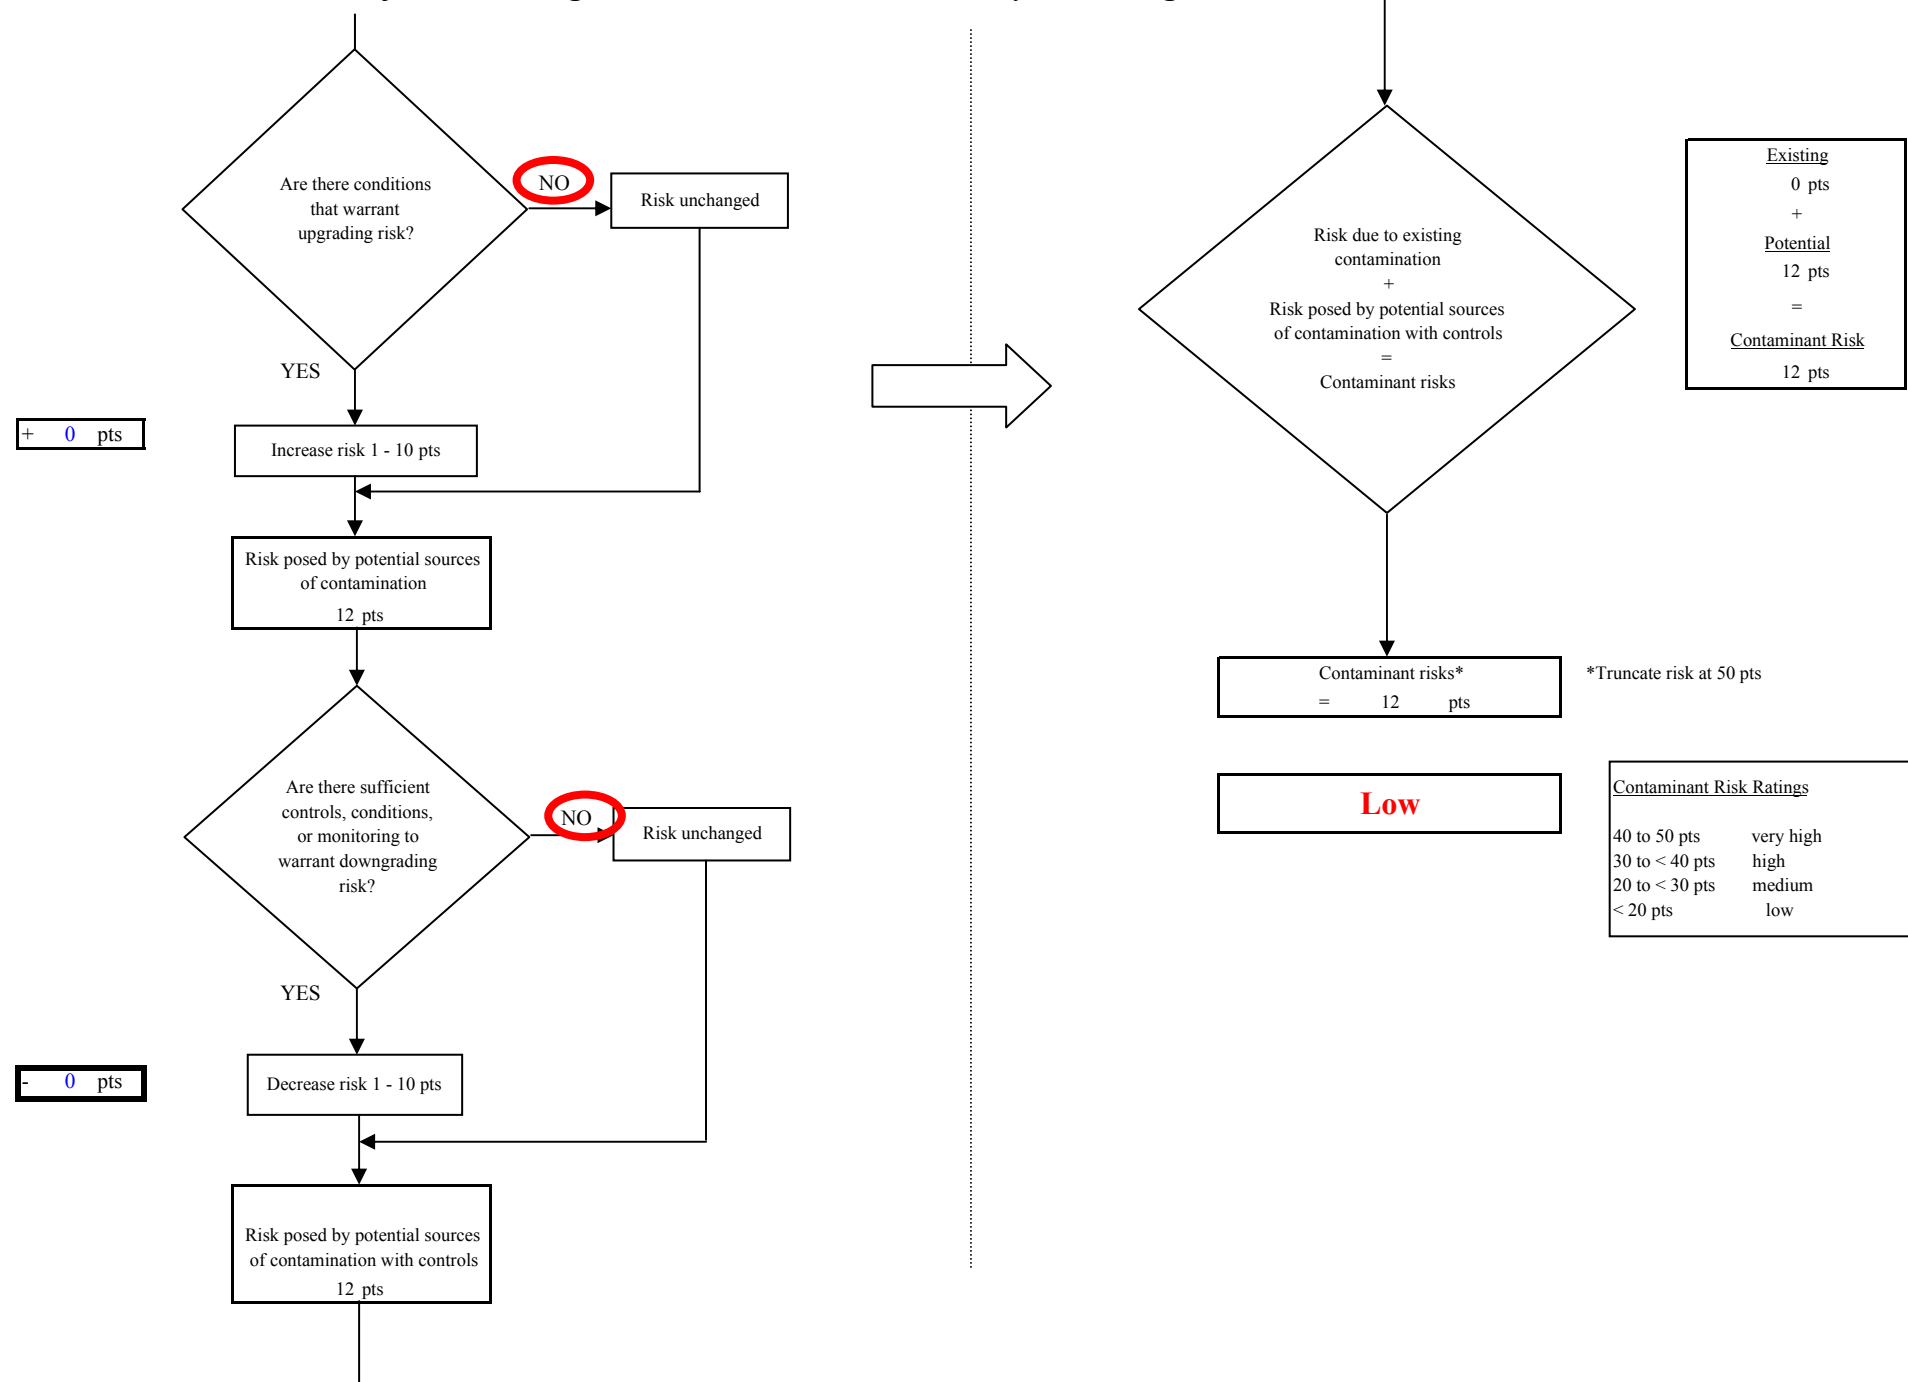 Are there conditions
that warrant
upgrading risk?
NO
Risk unchanged
YES
+ 0 pts
Increase risk 1 - 10 pts
Risk posed by potential sources
of contamination
12 pts
Are there sufficient
controls, conditions,
or monitoring to
warrant downgrading
risk?
NO
Risk unchanged
YES
- 0 pts
Decrease risk 1 - 10 pts
Risk posed by potential sources
of contamination with controls
12 pts
Risk due to existing
contamination
+
Risk posed by potential sources
of contamination with controls
=
Contaminant risks
Existing
0 pts
+
Potential
12 pts
=
Contaminant Risk
12 pts
Contaminant risks*
= 12 pts
*Truncate risk at 50 pts
Low
Contaminant Risk Ratings
40 to 50 pts very high
30 to < 40 pts high
20 to < 30 pts medium
< 20 pts low